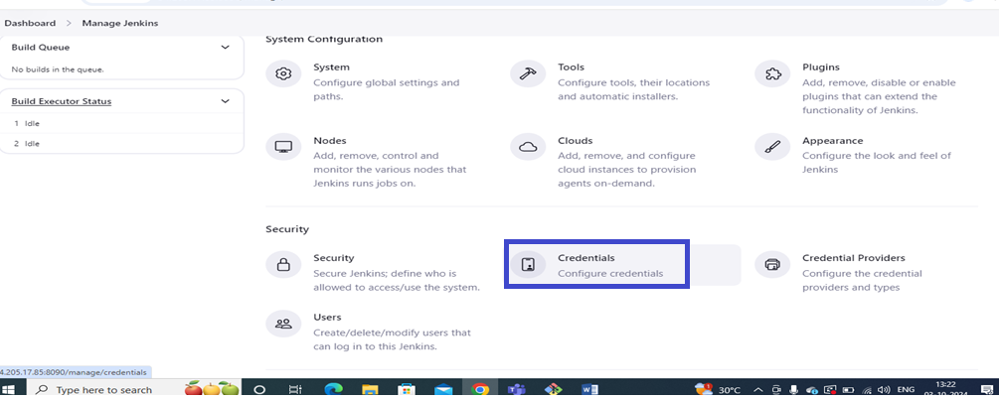 Dashboard > Manage Jenkins
Build Queue
No builds in the queue.
Build Executor Status
1 Idle
2 Idle
System Configuration
System
Configure global settings and
paths.
Tools
Configure tools, their locations
and automatic installers.
Plugins
Add, remove, disable or enable
plugins that can extend the
functionality of Jenkins.
Nodes
Add, remove, control and
monitor the various nodes that
Jenkins runs jobs on.
Clouds
Add, remove, and configure
cloud instances to provision
agents on-demand.
Appearance
Configure the look and feel of
Jenkins
Security
Security
Secure Jenkins; define who is
allowed to access/use the system.
Credentials
Configure credentials
Credential Providers
Configure the credential
providers and types
Users
Create/delete/modify users that
can log in to this Jenkins.
4.205.17.85:8090/manage/credentials
Type here to search
30°C
ENG
13:22
03-10-2024